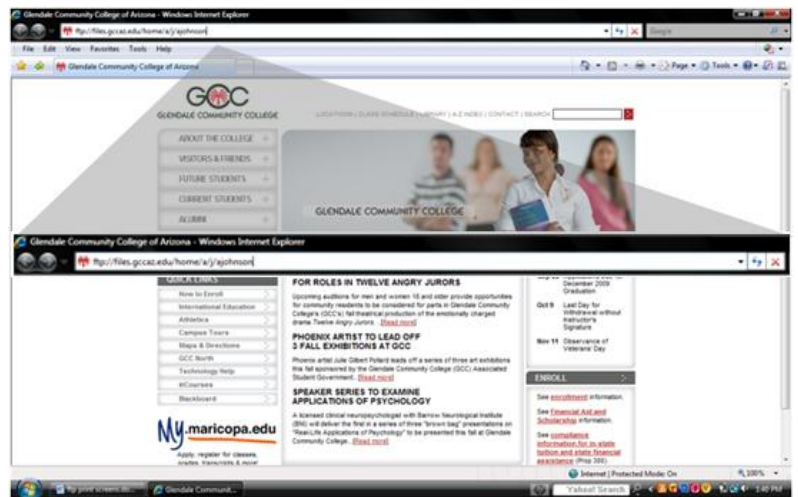 Glendale Community College of Arizona - Windows Internet Explorer
ftp://files.gccaz.edu/home/a/j/ajohnson
Google
File Edit View Favorites Tools Help
Glendale Community College of Arizona
Page Tools
GCC
GLENDALE COMMUNITY COLLEGE
LOCATIONS | CLASS SCHEDULE | LIBRARY | A-Z INDEX | CONTACT | SEARCH
ABOUT THE COLLEGE
VISITORS & FRIENDS
FUTURE STUDENTS
CURRENT STUDENTS
ALUMNI
GLENDALE COMMUNITY COLLEGE
Glendale Community College of Arizona - Windows Internet Explorer
ftp://files.gccaz.edu/home/a/j/ajohnson
QUICK LINKS
How to Enroll
International Education
Athletics
Campus Tours
Maps & Directions
GCC North
Technology Help
eCourses
Blackboard
My.maricopa.edu
Apply, register for classes,
grades, transcripts & more!
FOR ROLES IN TWELVE ANGRY JURORS
Upcoming auditions for men and women 18 and older provide opportunities
for community residents to be considered for parts in Glendale Community
College's (GCC's) fall theatrical production of the emotionally charged
drama Twelve Angry Jurors. ..[Read more]
PHOENIX ARTIST TO LEAD OFF
3 FALL EXHIBITIONS AT GCC
Phoenix artist Julie Gilbert Pollard leads off a series of three art exhibitions
this fall sponsored by the Glendale Community College (GCC) Associated
Student Government...[Read more]
SPEAKER SERIES TO EXAMINE
APPLICATIONS OF PSYCHOLOGY
A licensed clinical neuropsychologist with Barrow Neurological Institute
(BNI) will deliver the first in a series of three "brown bag" presentations on
"Real-Life Applications of Psychology" to be presented this fall at Glendale
Community College...[Read more]
December 2009
Graduation
Oct 9 Last Day for
Withdrawal without
Instructor's
Signature
Nov 11 Observance of
Veterans' Day
ENROLL
See enrollment information.
See Financial Aid and
Scholarship information.
See compliance
information for in state
tuition and state financial
assistance (Prop 300).
Internet | Protected Mode: On
100%
ftp print screens.do...
Glendale Communit...
Yahoo! Search
1:40 PM